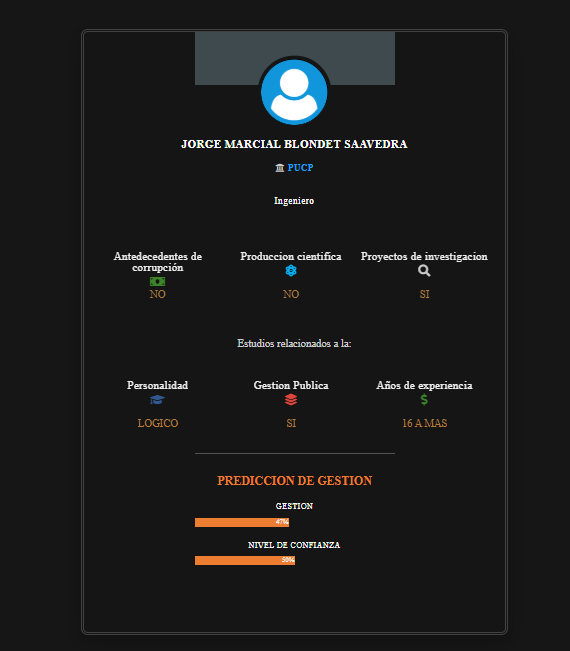 JORGE MARCIAL BLONDET SAAVEDRA
PUCP
Ingeniero
Antedecedentes de
corrupción
NO
Produccion cientifica
NO
Proyectos de investigacion
SI
Estudios relacionados a la:
Personalidad
LOGICO
Gestion Publica
SI
Años de experiencia
16 A MAS
PREDICCION DE GESTION
GESTION
47%
NIVEL DE CONFIANZA
50%